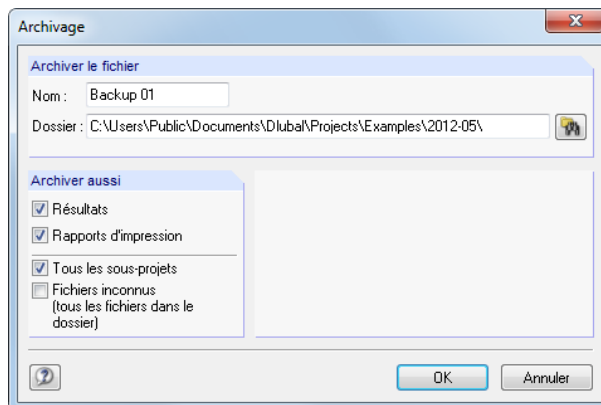 Archivage
Archiver le fichier
Nom : Backup 01
Dossier : C:\Users\Public\Documents\Dlubal\Projects\Examples\2012-05\
Archiver aussi
Résultats
Rapports d'impression
Tous les sous-projets
Fichiers inconnus
(tous les fichiers dans le
dossier)
OK Annuler